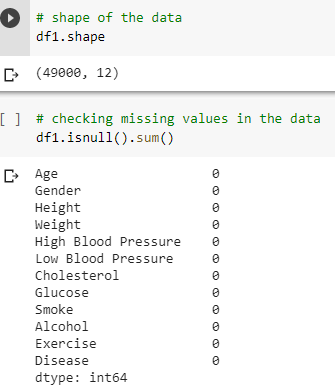 # shape of the data
df1.shape
(49000, 12)
[ ] # checking missing values in the data
df1.isnull().sum()
Age 0
Gender 0
Height 0
Weight 0
High Blood Pressure 0
Low Blood Pressure 0
Cholesterol 0
Glucose 0
Smoke 0
Alcohol 0
Exercise 0
Disease 0
dtype: int64